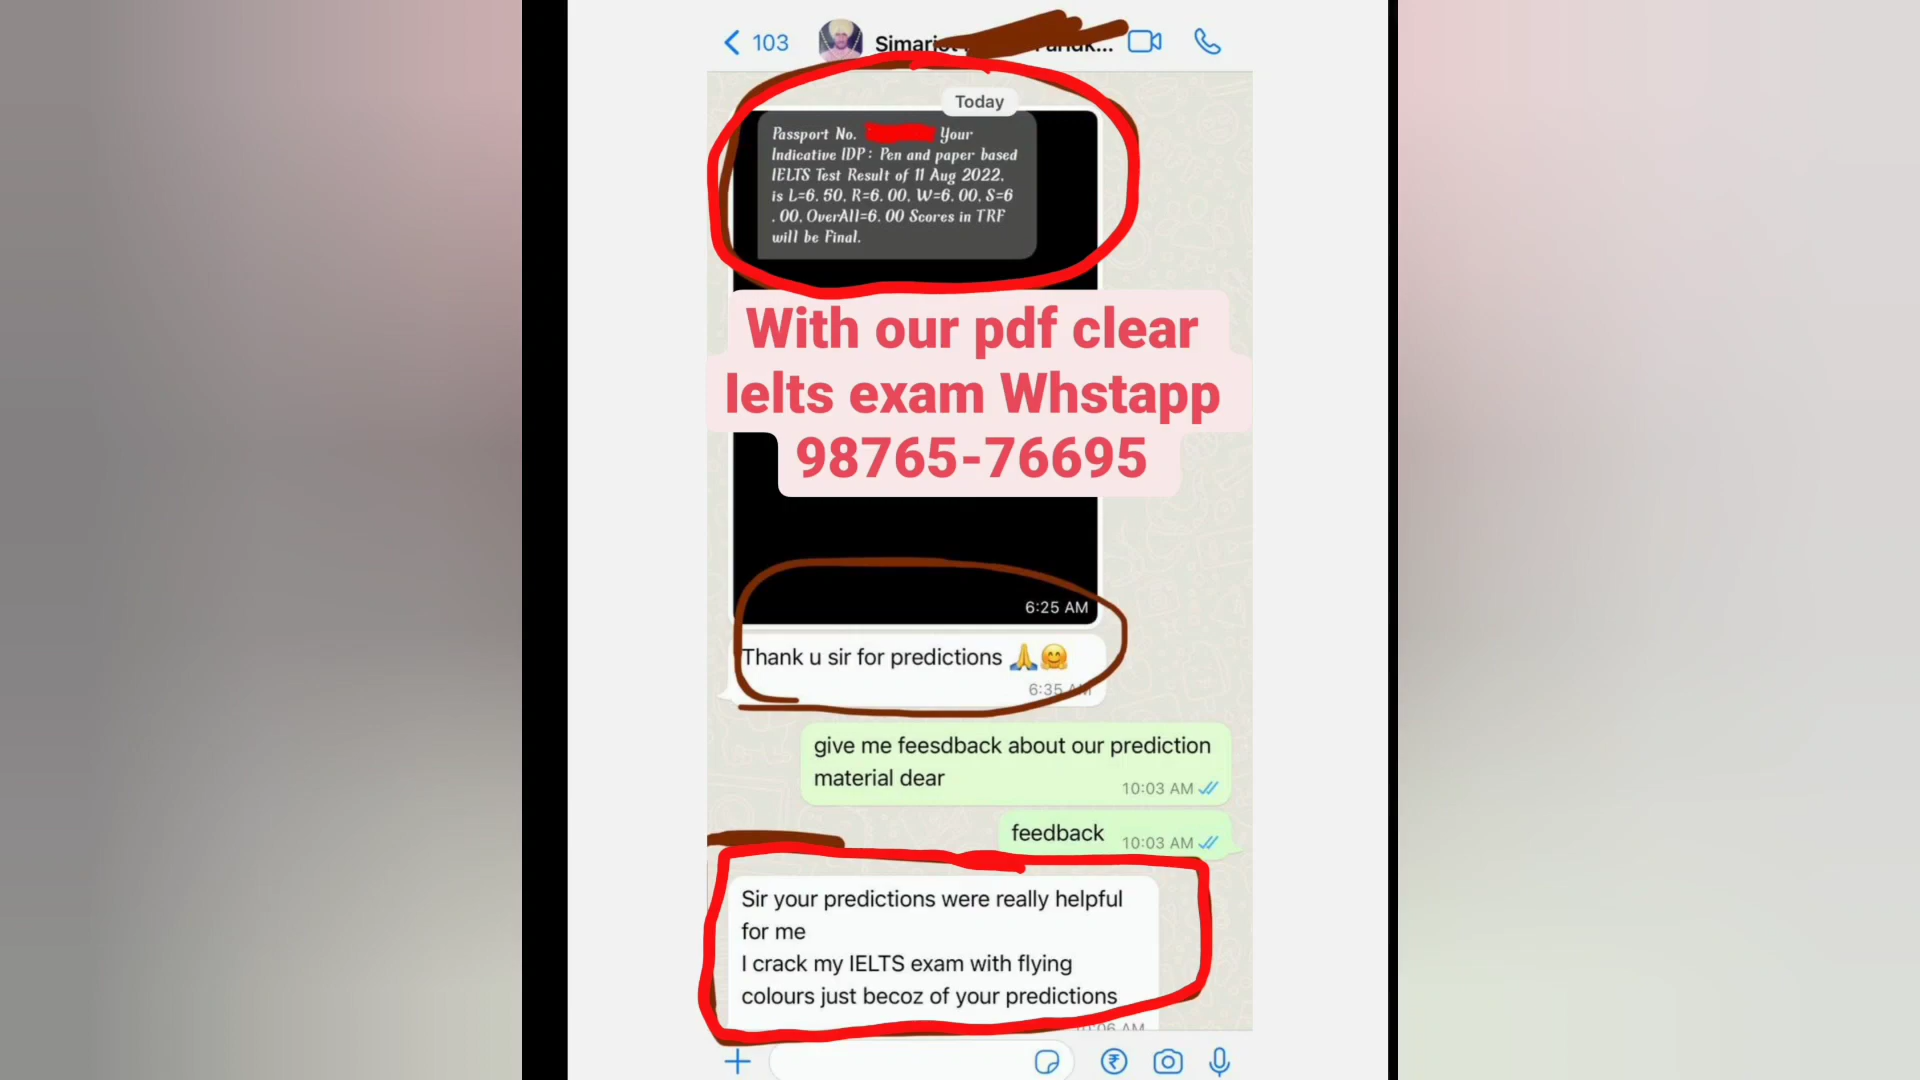 103
Today
Passport No. Your
Indicative IDP: Pen and paper based
IELTS Test Result of 11 Aug 2022,
is L=6.50, R=6.00, W=6.00, S=6
.00, OverAll=6.00 Scores in TRF
will be Final.
With our pdf clear
Ielts exam Whstapp
98765-76695
6:25 AM
Thank u sir for predictions 🙏🤗
6:35 AM
give me feesdback about our prediction
material dear
10:03 AM
feedback 10:03 AM
Sir your predictions were really helpful
for me
I crack my IELTS exam with flying
colours just becoz of your predictions